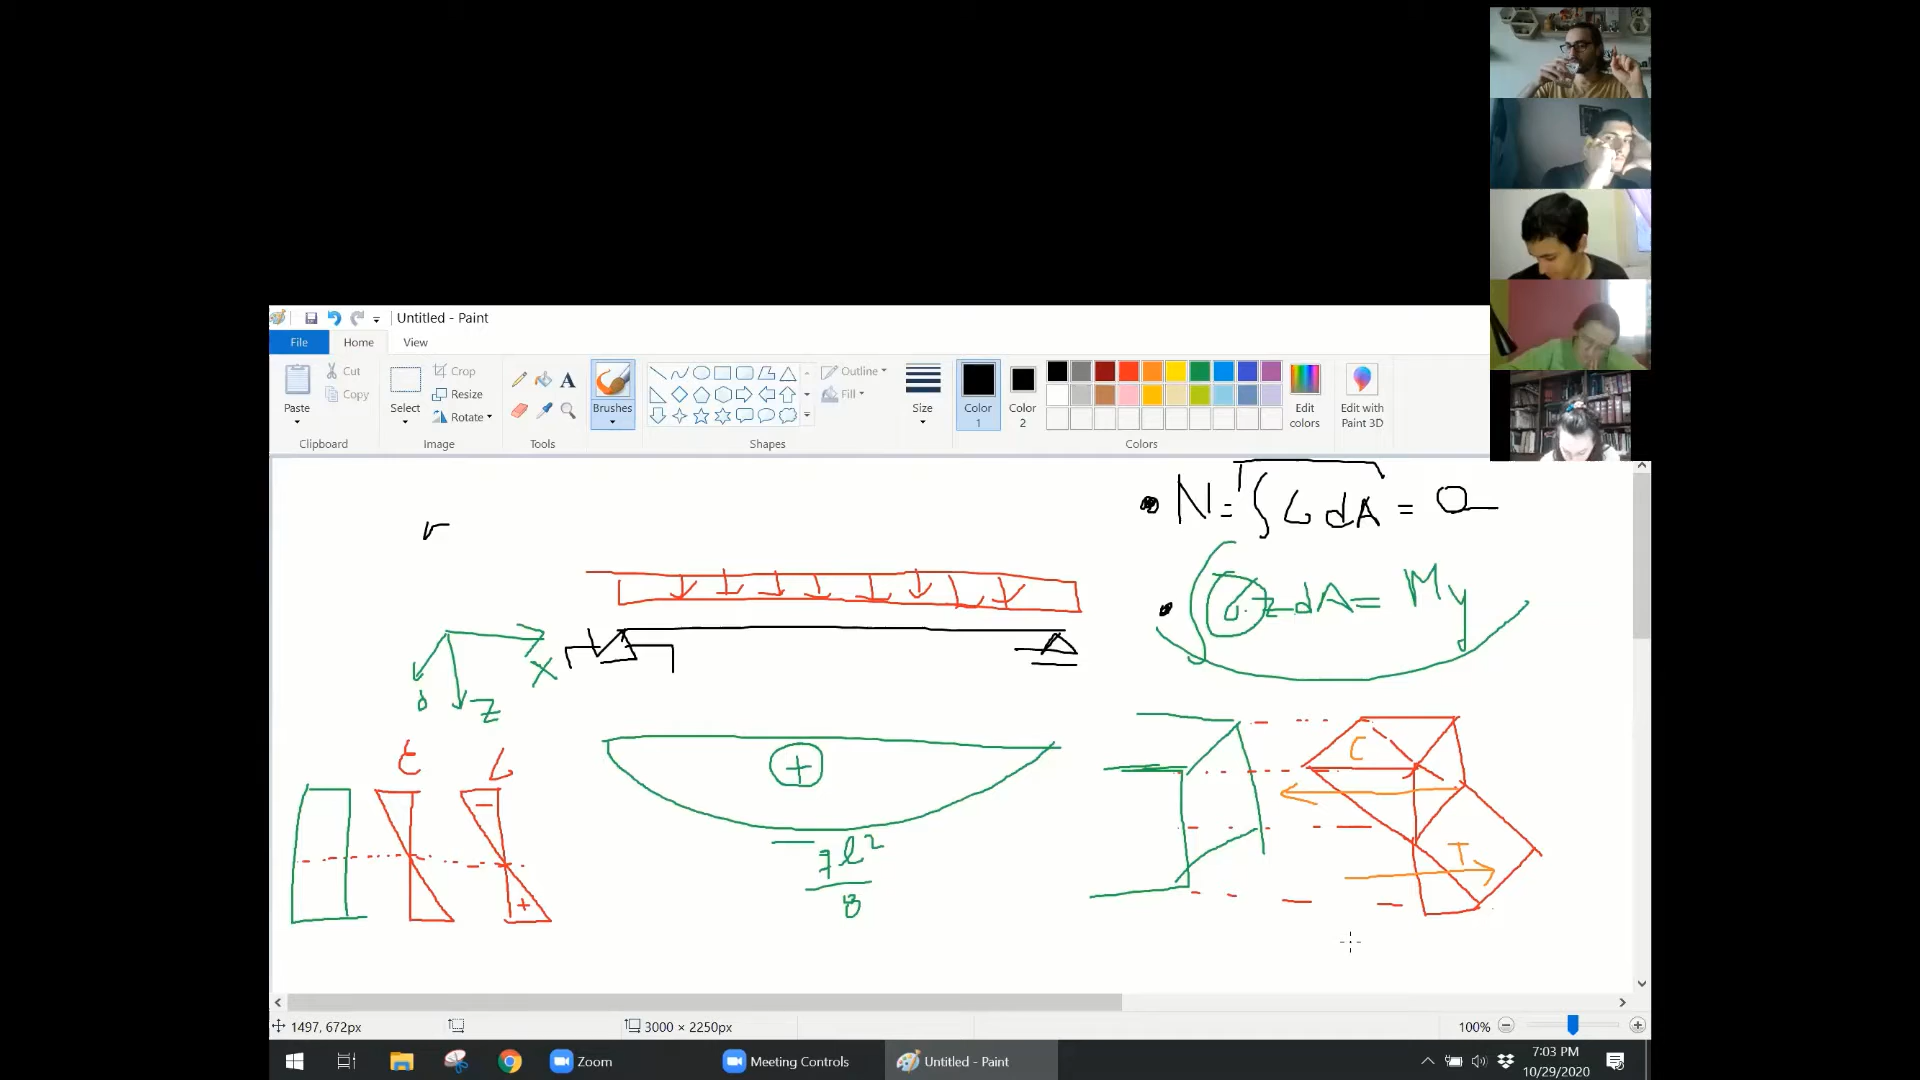 Untitled - Paint
File
Home
View
Cut
Copy
Paste
Clipboard
Crop
Resize
Rotate
Select
Image
Tools
Brushes
Shapes
Outline
Fill
Size
Color 1
Color 2
Edit colors
Edit with Paint 3D
Colors
N = ∫ σ dA = 0
∫ σ z dA = My
X
Z
-
+
+
ql²
8
C
T
1497, 672px
3000 × 2250px
100%
Zoom
Meeting Controls
Untitled - Paint
7:03 PM
10/29/2020